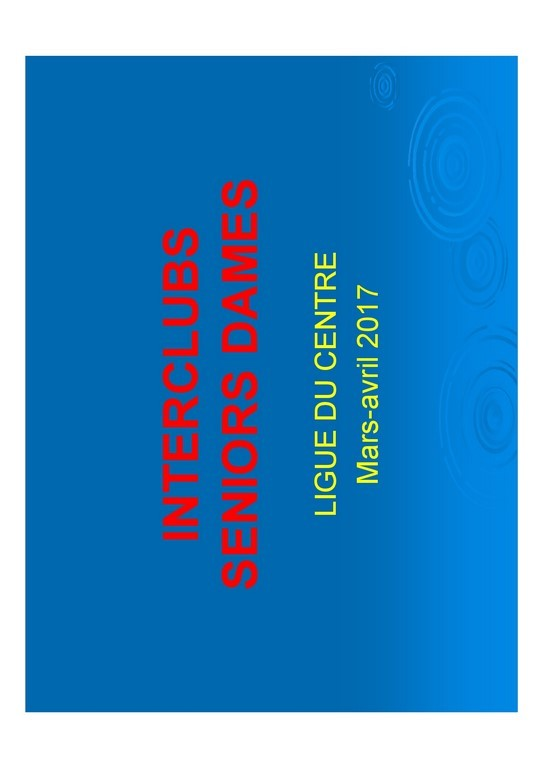 INTERCLUBS
SENIORS DAMES
LIGUE DU CENTRE
Mars-avril 2017